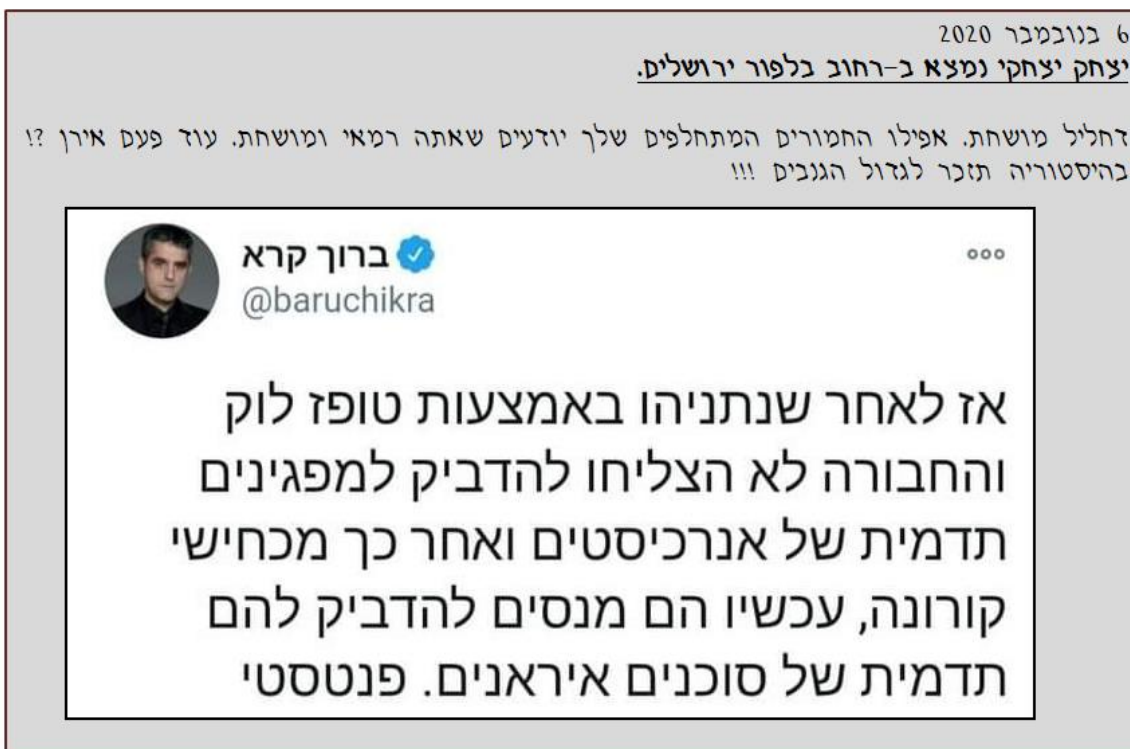 6 בנובמבר 2020
יצחק יצחקי נמצא ב-רחוב בלפור ירושלים.
דחליל מושחת. אפילו החמורים המתחלפים שלך יודעים שאתה רמאי ומושחת. עוד פעם אירן ?!
בהיסטוריה תזכר לגדול הגנבים !!!
ברוך קרא
@baruchikra
אז לאחר שנתניהו באמצעות טופז לוק
והחבורה לא הצליחו להדביק למפגינים
תדמית של אנרכיסטים ואחר כך מכחישי
קורונה, עכשיו הם מנסים להדביק להם
תדמית של סוכנים איראנים. פנטסטי